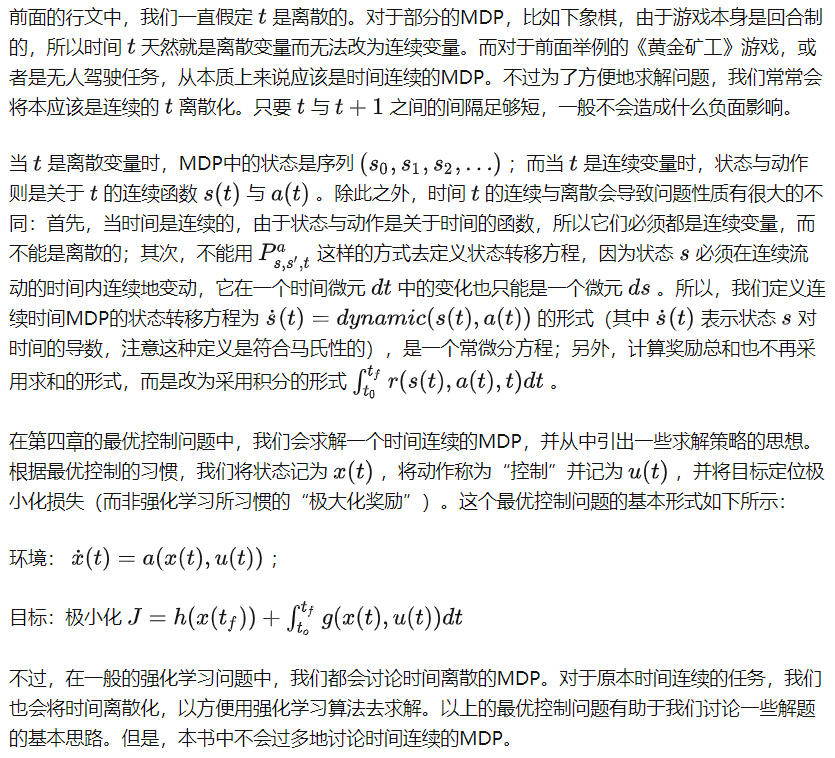 前面的行文中，我们一直假定 t 是离散的。对于部分的MDP，比如下象棋，由于游戏本身是回合制
的，所以时间 t 天然就是离散变量而无法改为连续变量。而对于前面举例的《黄金矿工》游戏，或
者是无人驾驶任务，从本质上来说应该是时间连续的MDP。不过为了方便地求解问题，我们常常会
将本应该是连续的 t 离散化。只要 t 与 t + 1 之间的间隔足够短，一般不会造成什么负面影响。
当 t 是离散变量时，MDP中的状态是序列 (s_0, s_1, s_2, …) ；而当 t 是连续变量时，状态与动作
则是关于 t 的连续函数 s(t) 与 a(t) 。除此之外，时间 t 的连续与离散会导致问题性质有很大的不
同：首先，当时间是连续的，由于状态与动作是关于时间的函数，所以它们必须都是连续变量，而
不能是离散的；其次，不能用 P^a_{s,s′,t} 这样的方式去定义状态转移方程，因为状态 s 必须在连续流
动的时间内连续地变动，它在一个时间微元 dt 中的变化也只能是一个微元 ds 。所以，我们定义连
续时间MDP的状态转移方程为 ṡ(t) = dynamic(s(t), a(t)) 的形式（其中 ṡ(t) 表示状态 s 对
时间的导数，注意这种定义是符合马氏性的），是一个常微分方程；另外，计算奖励总和也不再采
用求和的形式，而是改为采用积分的形式 ∫_{t_0}^{t_f} r(s(t), a(t), t)dt 。
在第四章的最优控制问题中，我们会求解一个时间连续的MDP，并从中引出一些求解策略的思想。
根据最优控制的习惯，我们将状态记为 x(t) ，将动作称为“控制”并记为 u(t) ，并将目标定位极
小化损失（而非强化学习所习惯的“极大化奖励”）。这个最优控制问题的基本形式如下所示：
环境： ẋ(t) = a(x(t), u(t)) ；
目标：极小化 J = h(x(t_f)) + ∫_{t_o}^{t_f} g(x(t), u(t))dt
不过，在一般的强化学习问题中，我们都会讨论时间离散的MDP。对于原本时间连续的任务，我们
也会将时间离散化，以方便用强化学习算法去求解。以上的最优控制问题有助于我们讨论一些解题
的基本思路。但是，本书中不会过多地讨论时间连续的MDP。